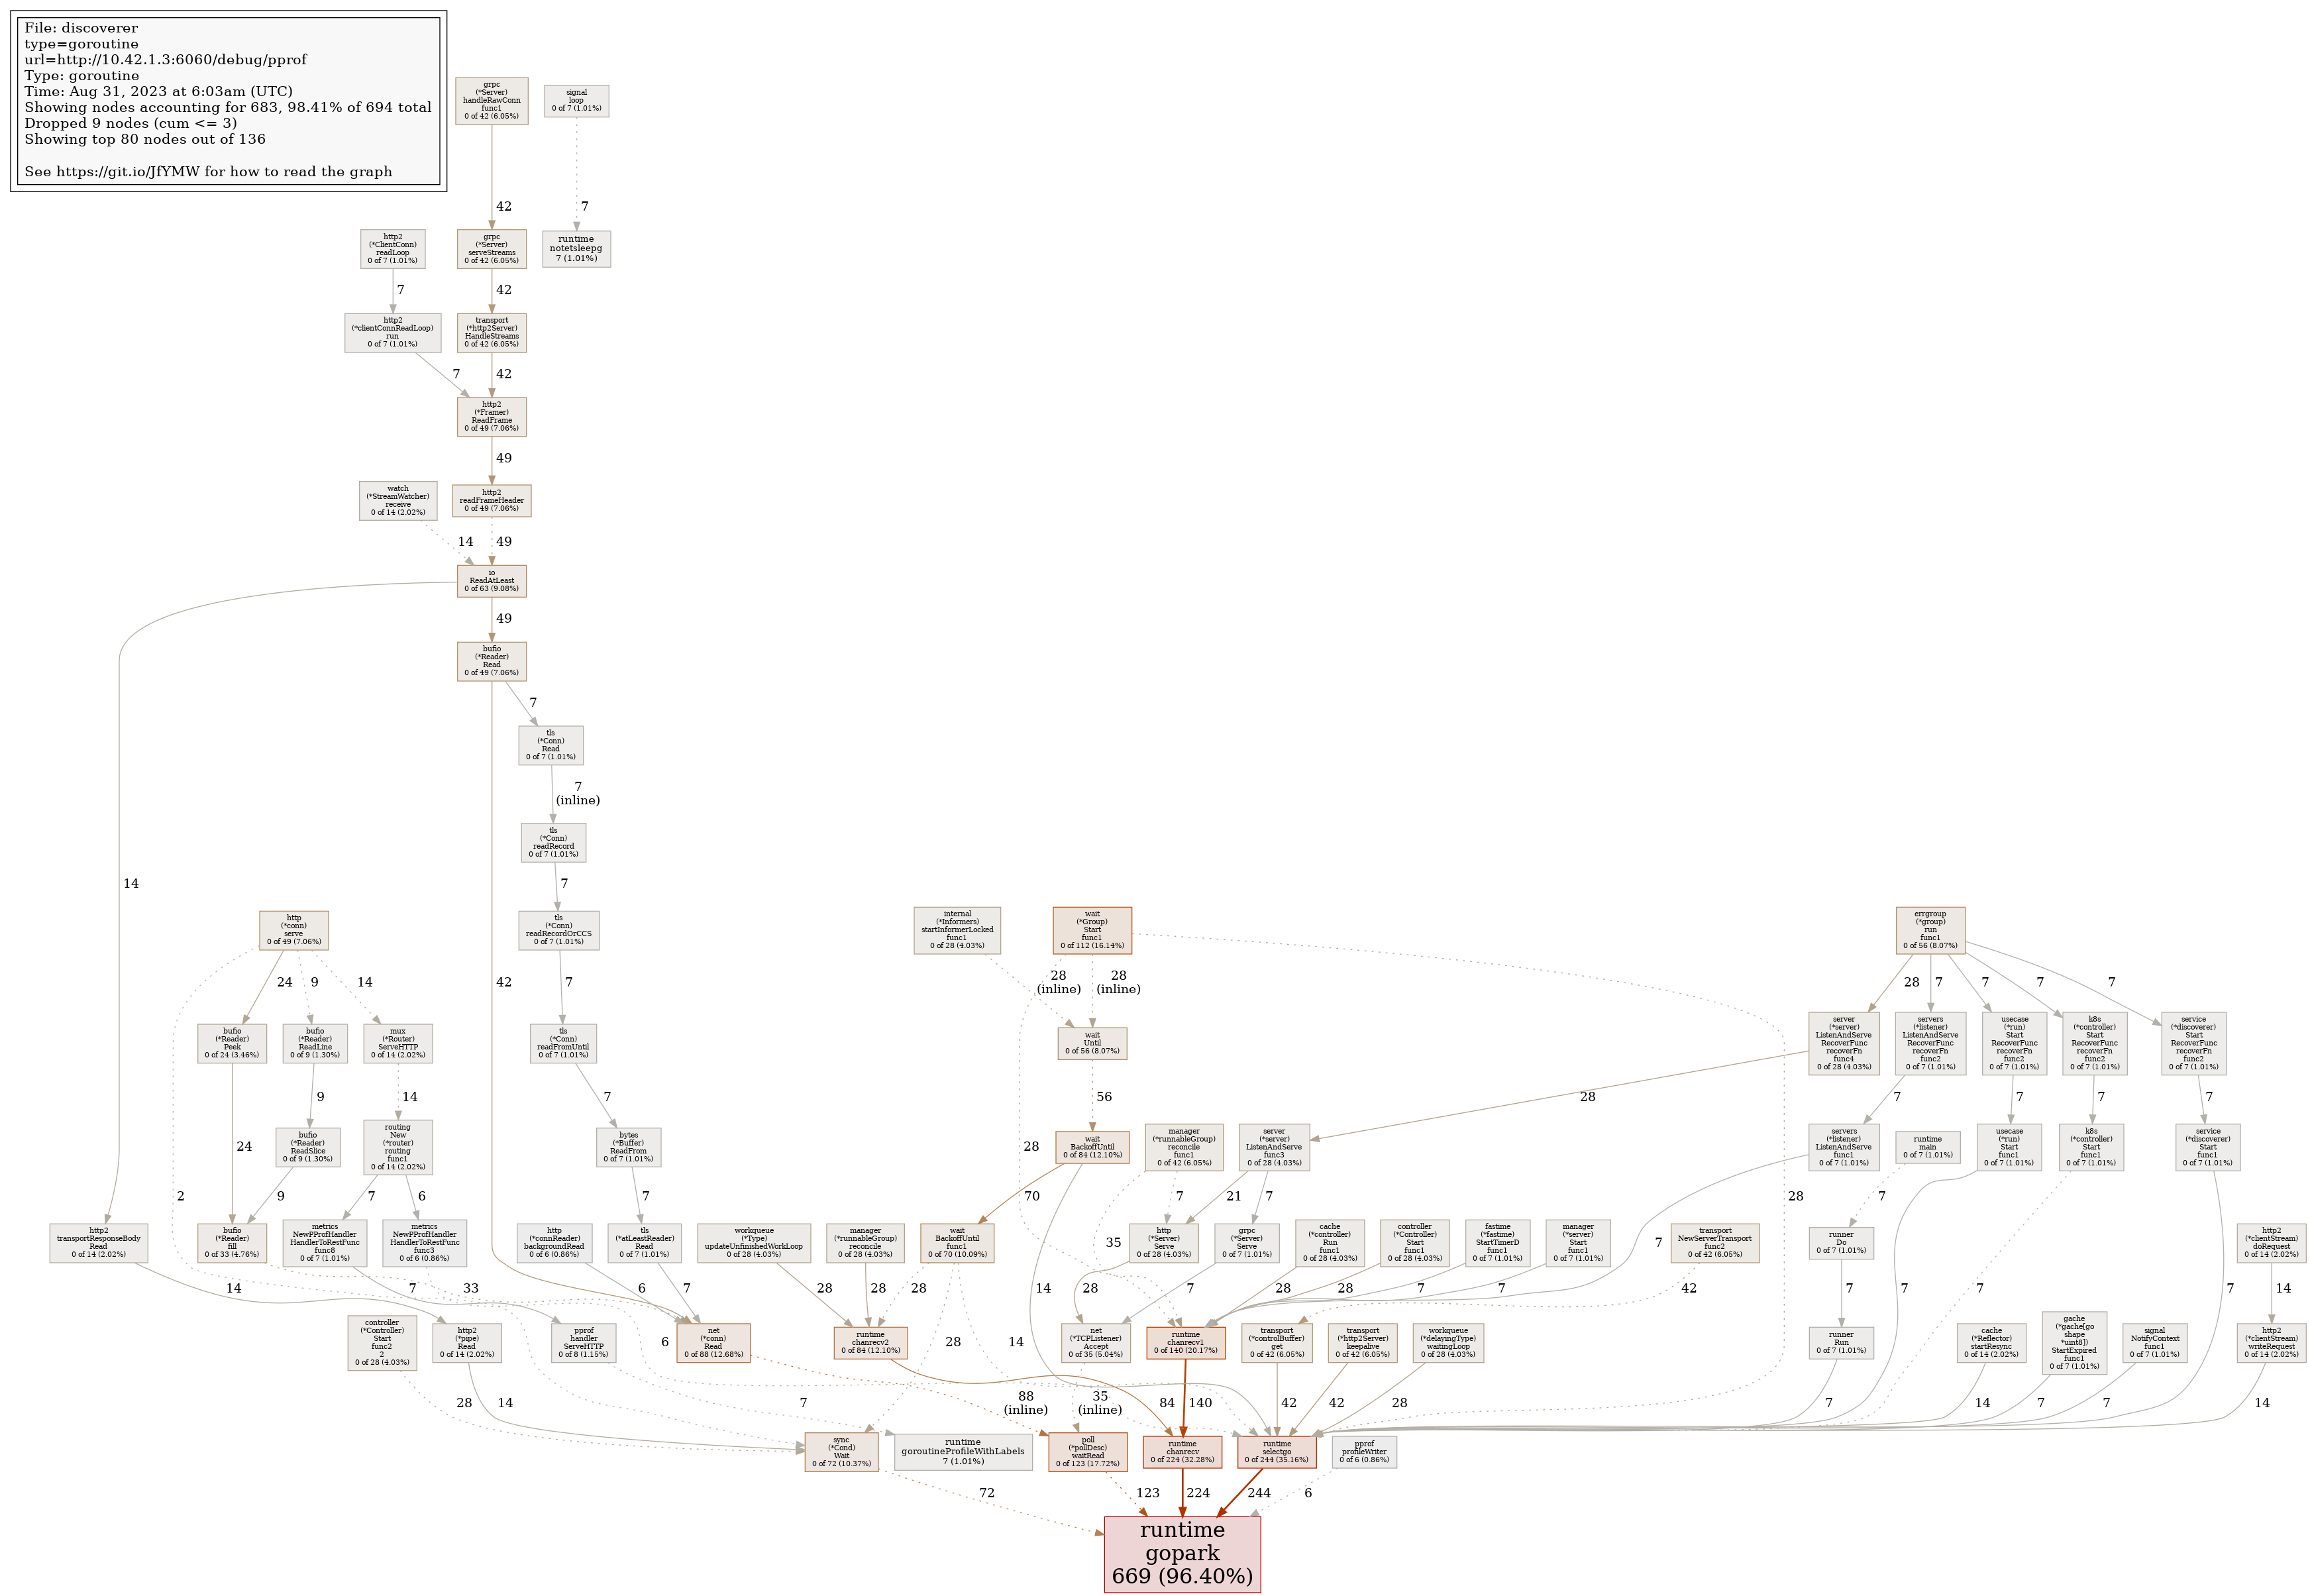 File: discoverer
type=goroutine
url=http://10.42.1.3:6060/debug/pprof
Type: goroutine
Time: Aug 31, 2023 at 6:03am (UTC)
Showing nodes accounting for 683, 98.41% of 694 total
Dropped 9 nodes (cum <= 3)
Showing top 80 nodes out of 136
See https://git.io/JfYMW for how to read the graph
grpc
(*Server)
handleRawConn
func1
0 of 42 (6.05%)
signal
loop
0 of 7 (1.01%)
42
7
http2
(*ClientConn)
readLoop
0 of 7 (1.01%)
grpc
(*Server)
serveStreams
0 of 42 (6.05%)
runtime
notetsleepg
7 (1.01%)
7
42
http2
(*clientConnReadLoop)
run
0 of 7 (1.01%)
transport
(*http2Server)
HandleStreams
0 of 42 (6.05%)
7
42
http2
(*Framer)
ReadFrame
0 of 49 (7.06%)
49
watch
(*StreamWatcher)
receive
0 of 14 (2.02%)
http2
readFrameHeader
0 of 49 (7.06%)
14
49
io
ReadAtLeast
0 of 63 (9.08%)
49
bufio
(*Reader)
Read
0 of 49 (7.06%)
7
tls
(*Conn)
Read
0 of 7 (1.01%)
7
(inline)
tls
(*Conn)
readRecord
0 of 7 (1.01%)
14
7
http
(*conn)
serve
0 of 49 (7.06%)
tls
(*Conn)
readRecordOrCCS
0 of 7 (1.01%)
internal
(*Informers)
startInformerLocked
func1
0 of 28 (4.03%)
wait
(*Group)
Start
func1
0 of 112 (16.14%)
errgroup
(*group)
run
func1
0 of 56 (8.07%)
24
9
14
42
7
28
(inline)
28
(inline)
28
7
7
7
7
bufio
(*Reader)
Peek
0 of 24 (3.46%)
bufio
(*Reader)
ReadLine
0 of 9 (1.30%)
mux
(*Router)
ServeHTTP
0 of 14 (2.02%)
tls
(*Conn)
readFromUntil
0 of 7 (1.01%)
wait
Until
0 of 56 (8.07%)
server
(*server)
ListenAndServe
RecoverFunc
recoverFn
func4
0 of 28 (4.03%)
servers
(*listener)
ListenAndServe
RecoverFunc
recoverFn
func2
0 of 7 (1.01%)
usecase
(*run)
Start
RecoverFunc
recoverFn
func2
0 of 7 (1.01%)
k8s
(*controller)
Start
RecoverFunc
recoverFn
func2
0 of 7 (1.01%)
service
(*discoverer)
Start
RecoverFunc
recoverFn
func2
0 of 7 (1.01%)
9
14
7
56
28
7
7
7
7
24
bufio
(*Reader)
ReadSlice
0 of 9 (1.30%)
routing
New
(*router)
routing
func1
0 of 14 (2.02%)
bytes
(*Buffer)
ReadFrom
0 of 7 (1.01%)
28
wait
BackoffUntil
0 of 84 (12.10%)
manager
(*runnableGroup)
reconcile
func1
0 of 42 (6.05%)
server
(*server)
ListenAndServe
func3
0 of 28 (4.03%)
servers
(*listener)
ListenAndServe
func1
0 of 7 (1.01%)
runtime
main
0 of 7 (1.01%)
usecase
(*run)
Start
func1
0 of 7 (1.01%)
k8s
(*controller)
Start
func1
0 of 7 (1.01%)
service
(*discoverer)
Start
func1
0 of 7 (1.01%)
2
9
7
6
7
70
7
21
7
28
7
http2
transportResponseBody
Read
0 of 14 (2.02%)
bufio
(*Reader)
fill
0 of 33 (4.76%)
metrics
NewPProfHandler
HandlerToRestFunc
func8
0 of 7 (1.01%)
metrics
NewPProfHandler
HandlerToRestFunc
func3
0 of 6 (0.86%)
http
(*connReader)
backgroundRead
0 of 6 (0.86%)
tls
(*atLeastReader)
Read
0 of 7 (1.01%)
workqueue
(*Type)
updateUnfinishedWorkLoop
0 of 28 (4.03%)
manager
(*runnableGroup)
reconcile
0 of 28 (4.03%)
wait
BackoffUntil
func1
0 of 70 (10.09%)
35
http
(*Server)
Serve
0 of 28 (4.03%)
grpc
(*Server)
Serve
0 of 7 (1.01%)
cache
(*controller)
Run
func1
0 of 28 (4.03%)
controller
(*Controller)
Start
func1
0 of 28 (4.03%)
fastime
(*fastime)
StartTimerD
func1
0 of 7 (1.01%)
manager
(*server)
Start
func1
0 of 7 (1.01%)
transport
NewServerTransport
func2
0 of 42 (6.05%)
7
runner
Do
0 of 7 (1.01%)
http2
(*clientStream)
doRequest
0 of 14 (2.02%)
14
7
33
6
7
28
28
28
14
28
7
28
28
7
7
42
7
7
7
7
14
controller
(*Controller)
Start
func2
2
0 of 28 (4.03%)
http2
(*pipe)
Read
0 of 14 (2.02%)
pprof
handler
ServeHTTP
0 of 8 (1.15%)
6
net
(*conn)
Read
0 of 88 (12.68%)
runtime
chanrecv2
0 of 84 (12.10%)
28
14
net
(*TCPListener)
Accept
0 of 35 (5.04%)
runtime
chanrecv1
0 of 140 (20.17%)
transport
(*controlBuffer)
get
0 of 42 (6.05%)
transport
(*http2Server)
keepalive
0 of 42 (6.05%)
workqueue
(*delayingType)
waitingLoop
0 of 28 (4.03%)
runner
Run
0 of 7 (1.01%)
cache
(*Reflector)
startResync
0 of 14 (2.02%)
gache
(*gache[go
shape
*uint8])
StartExpired
func1
0 of 7 (1.01%)
signal
NotifyContext
func1
0 of 7 (1.01%)
http2
(*clientStream)
writeRequest
0 of 14 (2.02%)
28
14
7
88
(inline)
35
(inline)
84
140
42
42
28
7
14
7
7
14
sync
(*Cond)
Wait
0 of 72 (10.37%)
runtime
goroutineProfileWithLabels
7 (1.01%)
poll
(*pollDesc)
waitRead
0 of 123 (17.72%)
runtime
chanrecv
0 of 224 (32.28%)
runtime
selectgo
0 of 244 (35.16%)
pprof
profileWriter
0 of 6 (0.86%)
72
123
224
244
6
runtime
gopark
669 (96.40%)